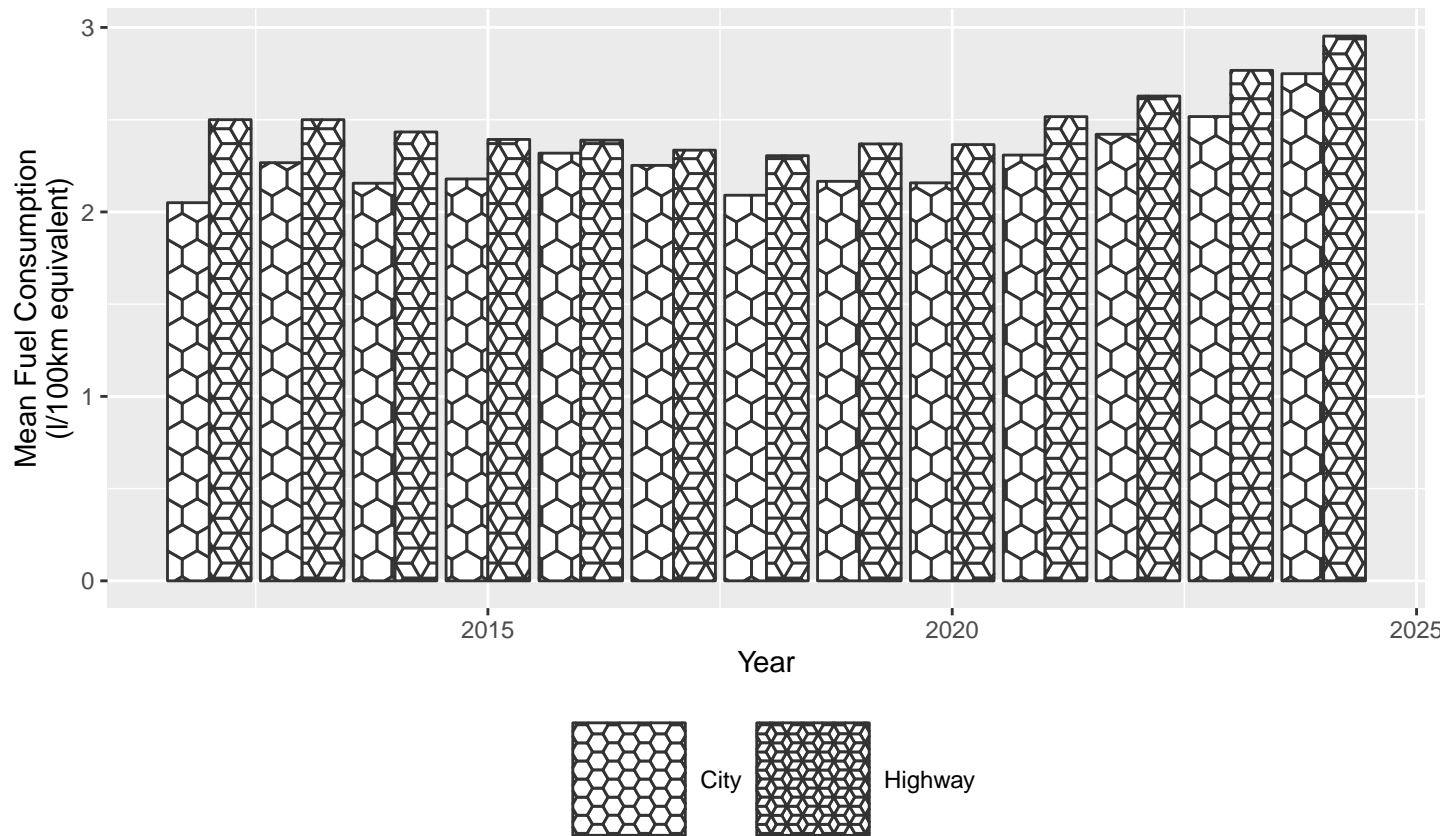 Mean Fuel Consumption
(l/100km equivalent)
3
2
1
0
2015
2020
2025
Year
City
Highway